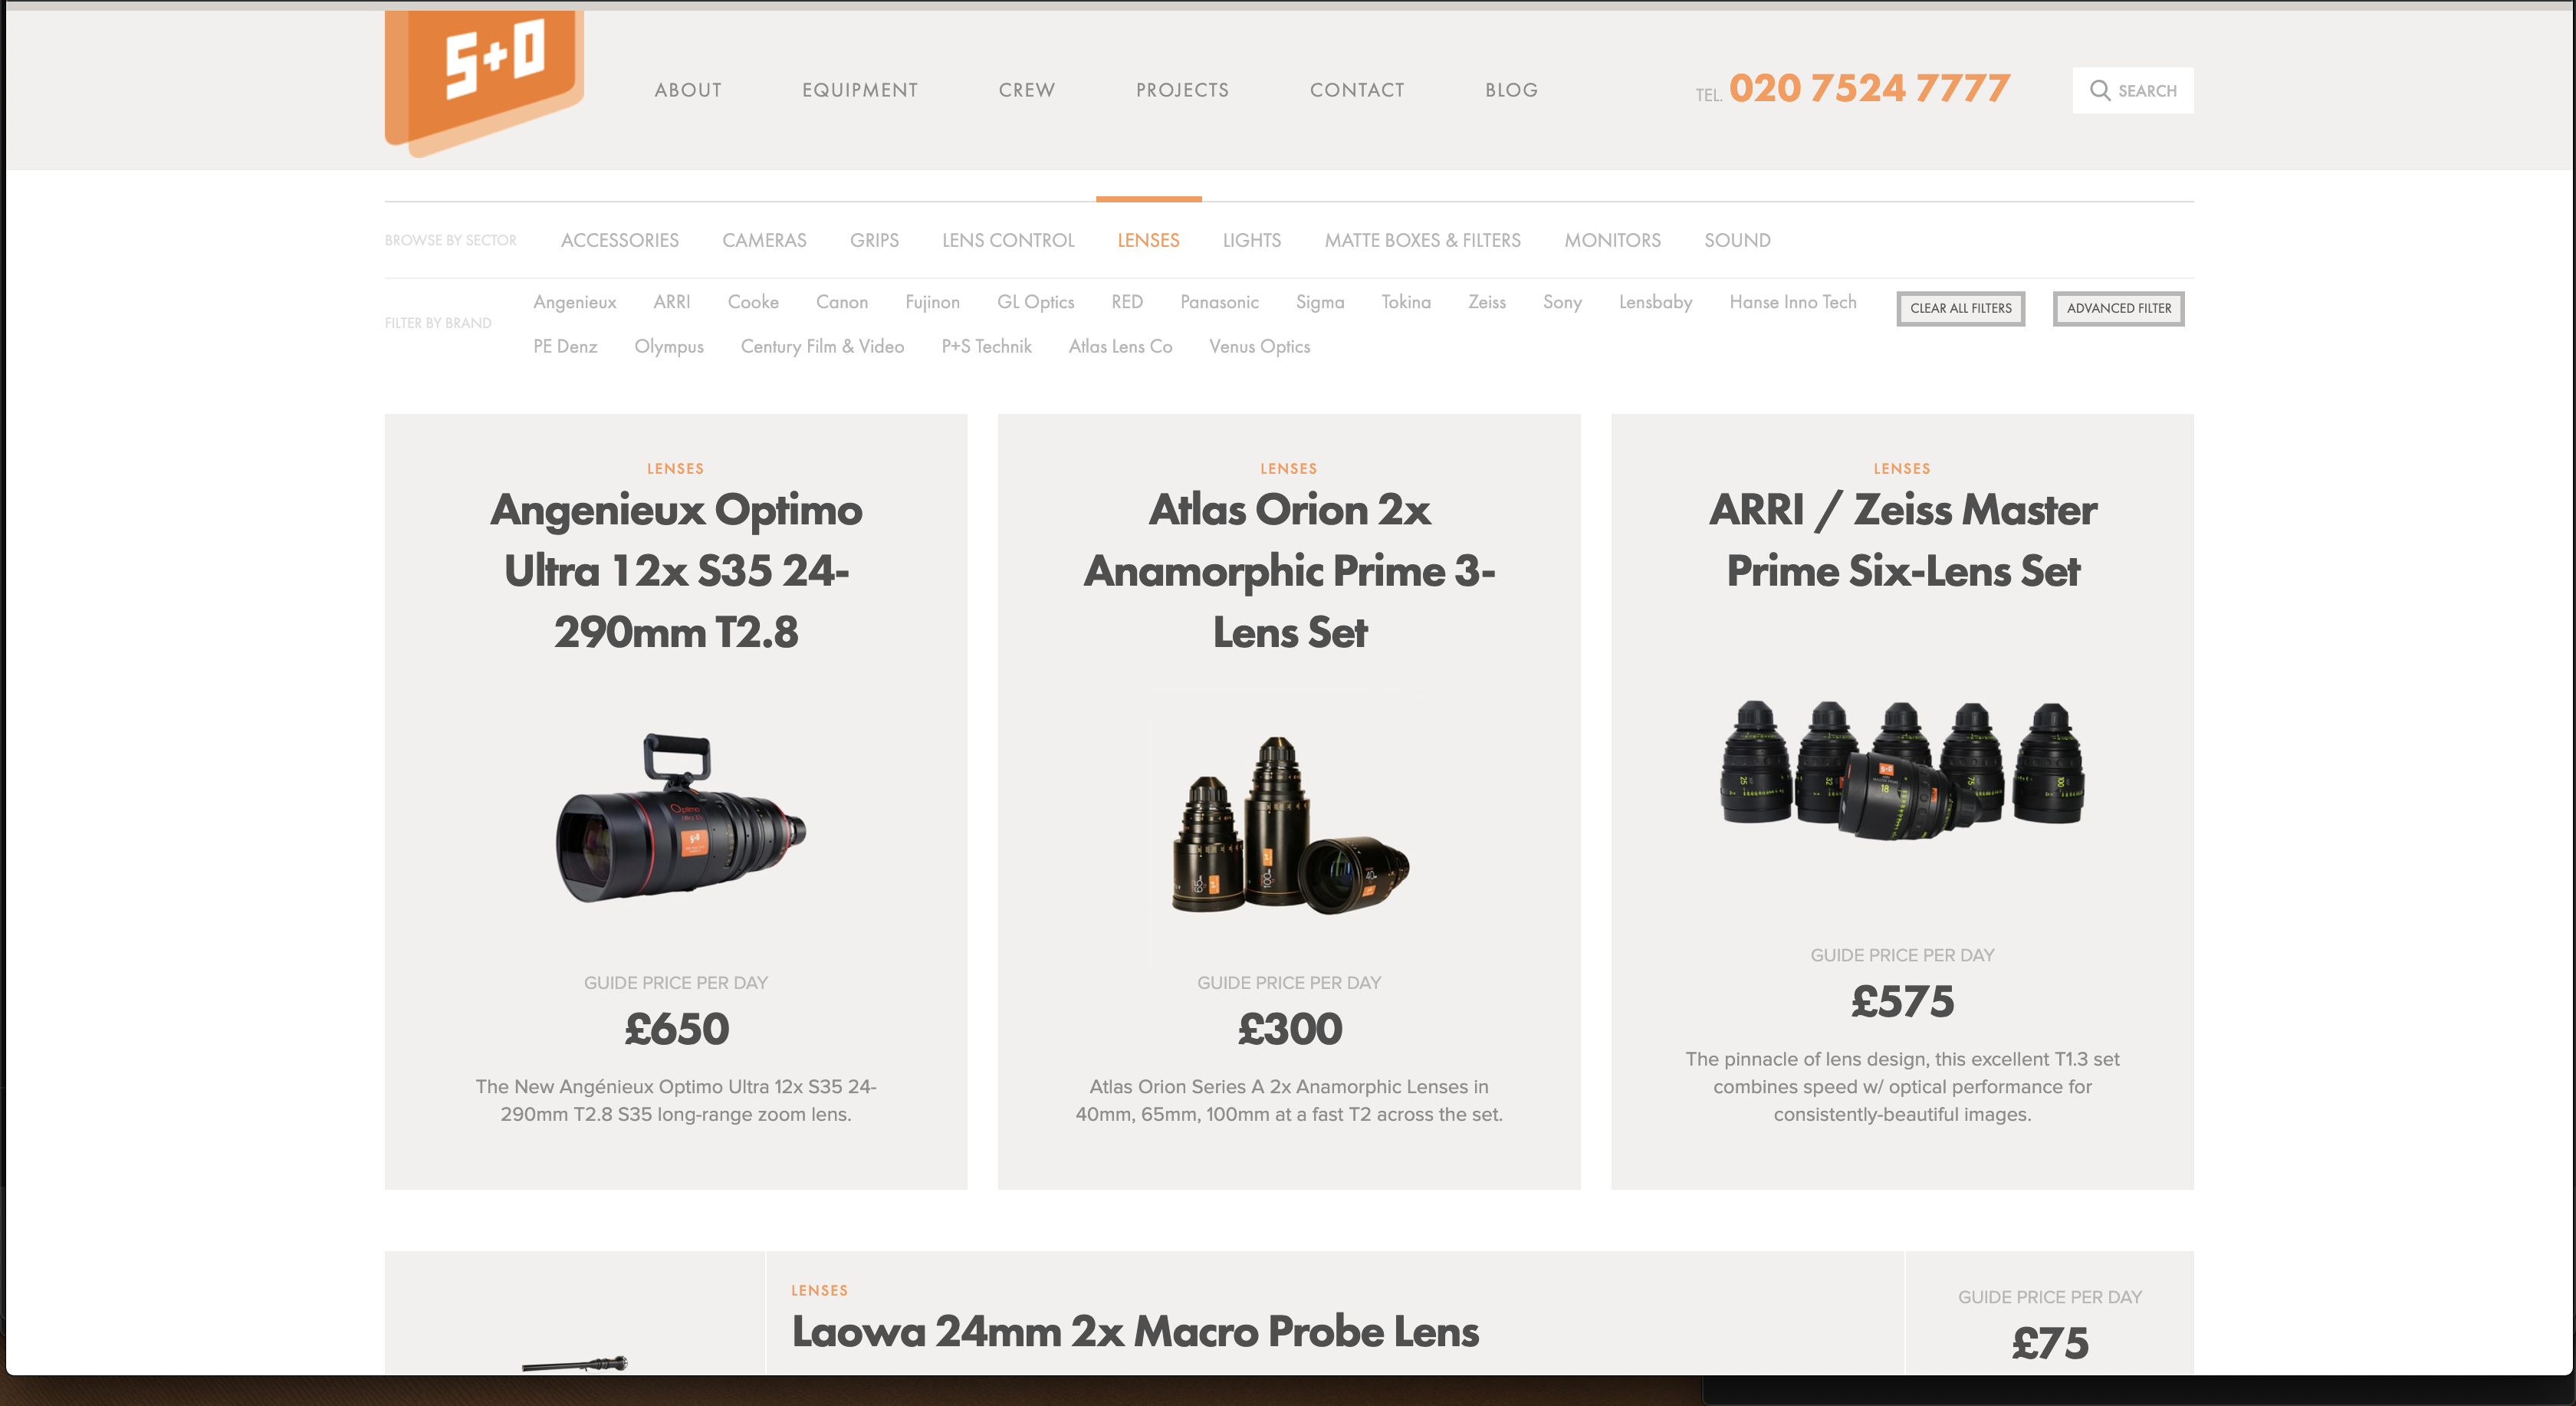 S+O
ABOUT EQUIPMENT CREW PROJECTS CONTACT BLOG TEL. 020 7524 7777 SEARCH
BROWSE BY SECTOR ACCESSORIES CAMERAS GRIPS LENS CONTROL LENSES LIGHTS MATTE BOXES & FILTERS MONITORS SOUND
FILTER BY BRAND
Angenieux ARRI Cooke Canon Fujinon GL Optics RED Panasonic Sigma Tokina Zeiss Sony Lensbaby Hanse Inno Tech
PE Denz Olympus Century Film & Video P+S Technik Atlas Lens Co Venus Optics
CLEAR ALL FILTERS ADVANCED FILTER
LENSES
Angenieux Optimo
Ultra 12x S35 24-
290mm T2.8
Optimo
S+O
GUIDE PRICE PER DAY
£650
The New Angénieux Optimo Ultra 12x S35 24-
290mm T2.8 S35 long-range zoom lens.
LENSES
Atlas Orion 2x
Anamorphic Prime 3-
Lens Set
100
40
GUIDE PRICE PER DAY
£300
Atlas Orion Series A 2x Anamorphic Lenses in
40mm, 65mm, 100mm at a fast T2 across the set.
LENSES
ARRI / Zeiss Master
Prime Six-Lens Set
25 32 75 100
S+O
18
GUIDE PRICE PER DAY
£575
The pinnacle of lens design, this excellent T1.3 set
combines speed w/ optical performance for
consistently-beautiful images.
LENSES
Laowa 24mm 2x Macro Probe Lens
GUIDE PRICE PER DAY
£75